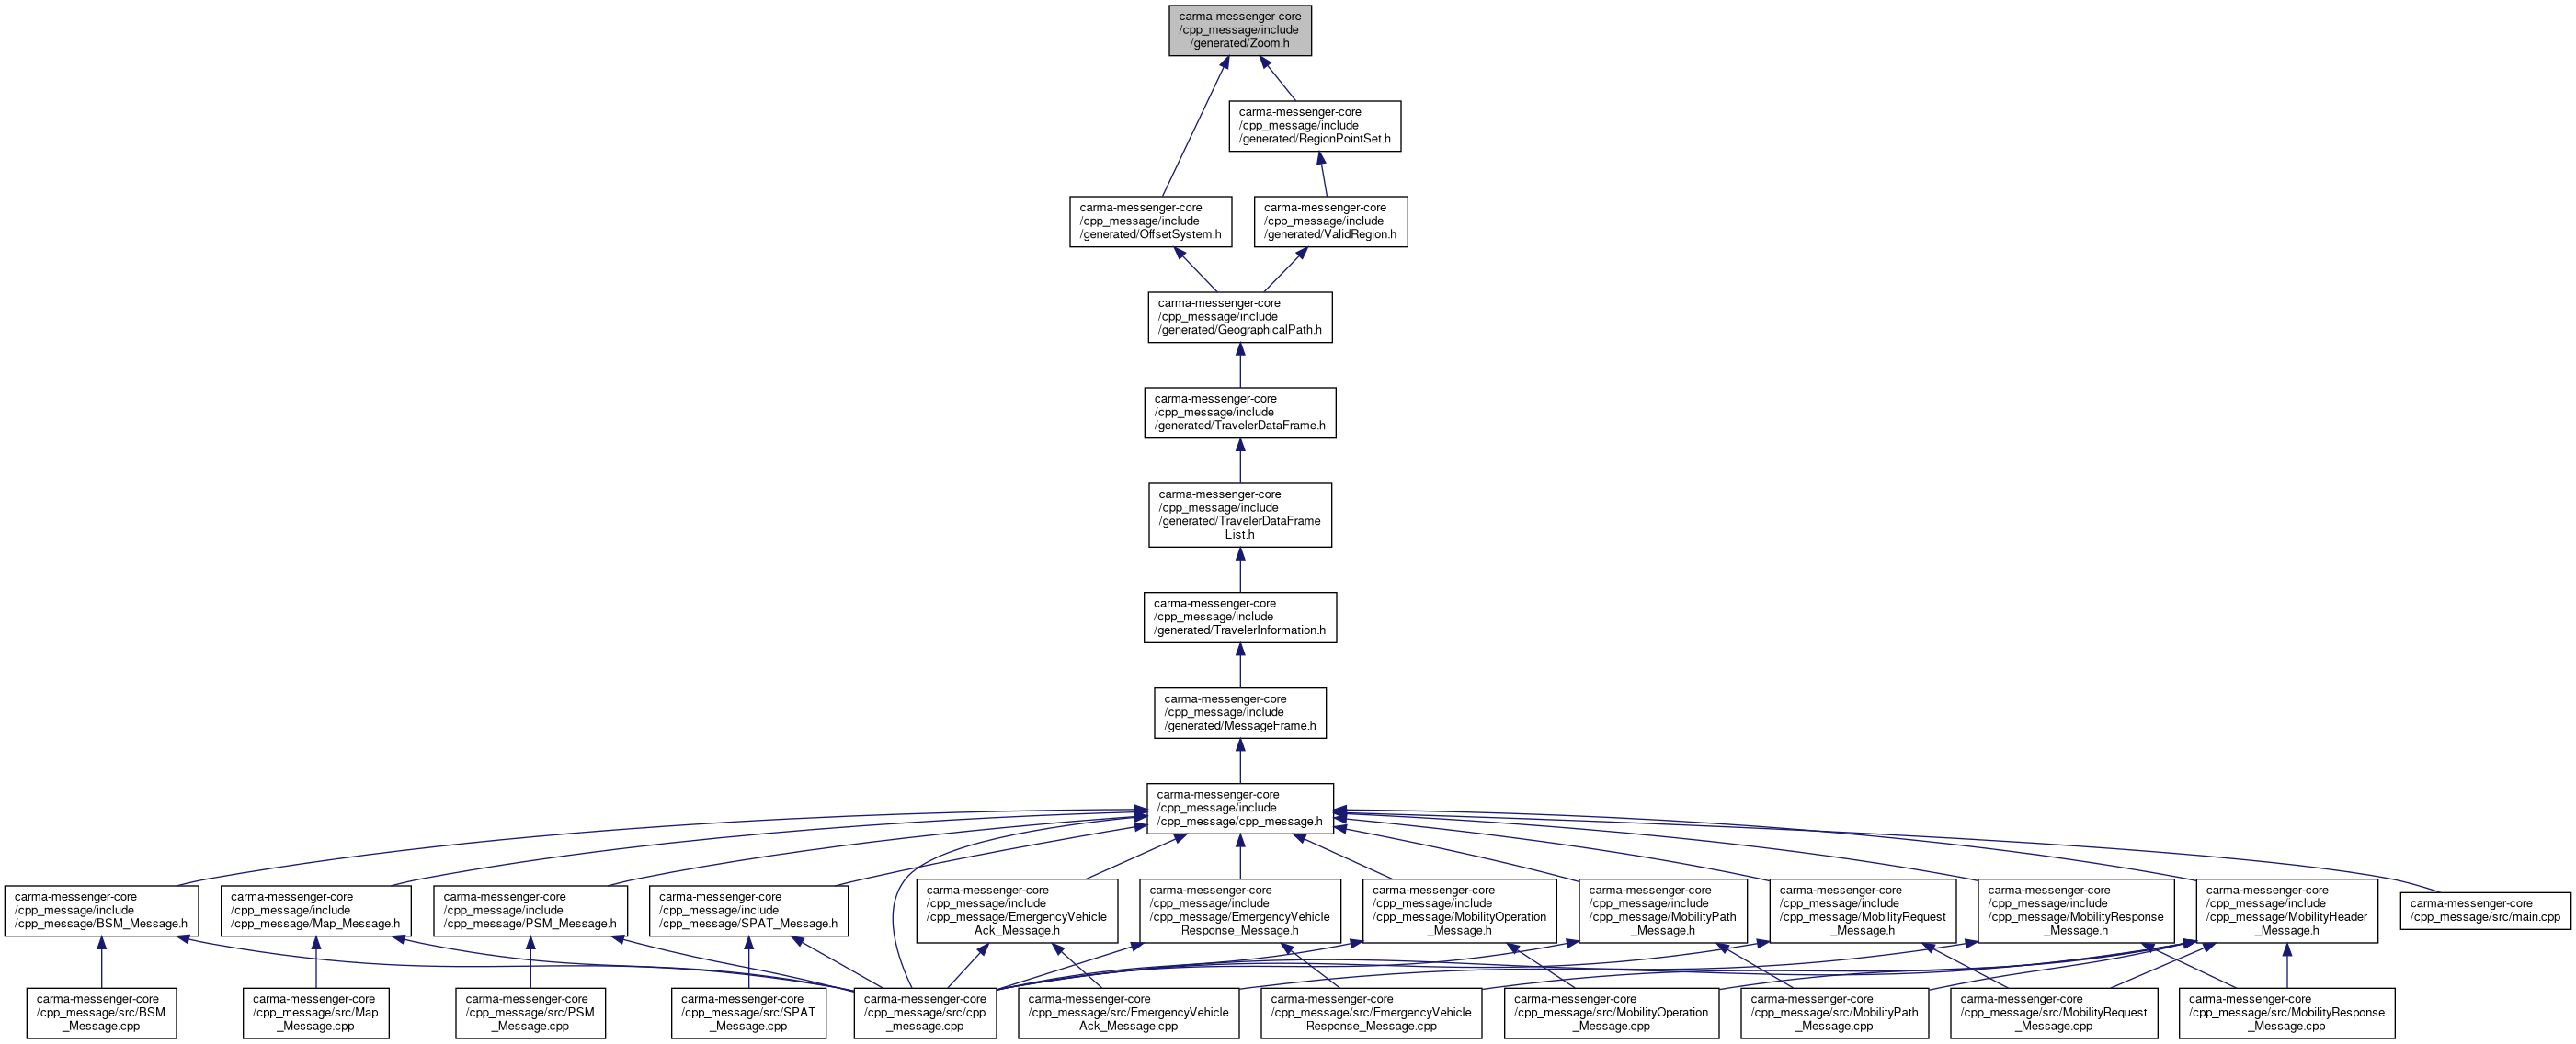 carma-messenger-core
/cpp_message/include
/generated/Zoom.h
carma-messenger-core
/cpp_message/include
/generated/RegionPointSet.h
carma-messenger-core
/cpp_message/include
/generated/OffsetSystem.h
carma-messenger-core
/cpp_message/include
/generated/ValidRegion.h
carma-messenger-core
/cpp_message/include
/generated/GeographicalPath.h
carma-messenger-core
/cpp_message/include
/generated/TravelerDataFrame.h
carma-messenger-core
/cpp_message/include
/generated/TravelerDataFrame
List.h
carma-messenger-core
/cpp_message/include
/generated/TravelerInformation.h
carma-messenger-core
/cpp_message/include
/generated/MessageFrame.h
carma-messenger-core
/cpp_message/include
/cpp_message/cpp_message.h
carma-messenger-core
/cpp_message/include
/cpp_message/BSM_Message.h
carma-messenger-core
/cpp_message/include
/cpp_message/Map_Message.h
carma-messenger-core
/cpp_message/include
/cpp_message/PSM_Message.h
carma-messenger-core
/cpp_message/include
/cpp_message/SPAT_Message.h
carma-messenger-core
/cpp_message/include
/cpp_message/EmergencyVehicle
Ack_Message.h
carma-messenger-core
/cpp_message/include
/cpp_message/EmergencyVehicle
Response_Message.h
carma-messenger-core
/cpp_message/include
/cpp_message/MobilityOperation
_Message.h
carma-messenger-core
/cpp_message/include
/cpp_message/MobilityPath
_Message.h
carma-messenger-core
/cpp_message/include
/cpp_message/MobilityRequest
_Message.h
carma-messenger-core
/cpp_message/include
/cpp_message/MobilityResponse
_Message.h
carma-messenger-core
/cpp_message/include
/cpp_message/MobilityHeader
_Message.h
carma-messenger-core
/cpp_message/src/main.cpp
carma-messenger-core
/cpp_message/src/BSM
_Message.cpp
carma-messenger-core
/cpp_message/src/Map
_Message.cpp
carma-messenger-core
/cpp_message/src/PSM
_Message.cpp
carma-messenger-core
/cpp_message/src/SPAT
_Message.cpp
carma-messenger-core
/cpp_message/src/cpp
_message.cpp
carma-messenger-core
/cpp_message/src/EmergencyVehicle
Ack_Message.cpp
carma-messenger-core
/cpp_message/src/EmergencyVehicle
Response_Message.cpp
carma-messenger-core
/cpp_message/src/MobilityOperation
_Message.cpp
carma-messenger-core
/cpp_message/src/MobilityPath
_Message.cpp
carma-messenger-core
/cpp_message/src/MobilityRequest
_Message.cpp
carma-messenger-core
/cpp_message/src/MobilityResponse
_Message.cpp